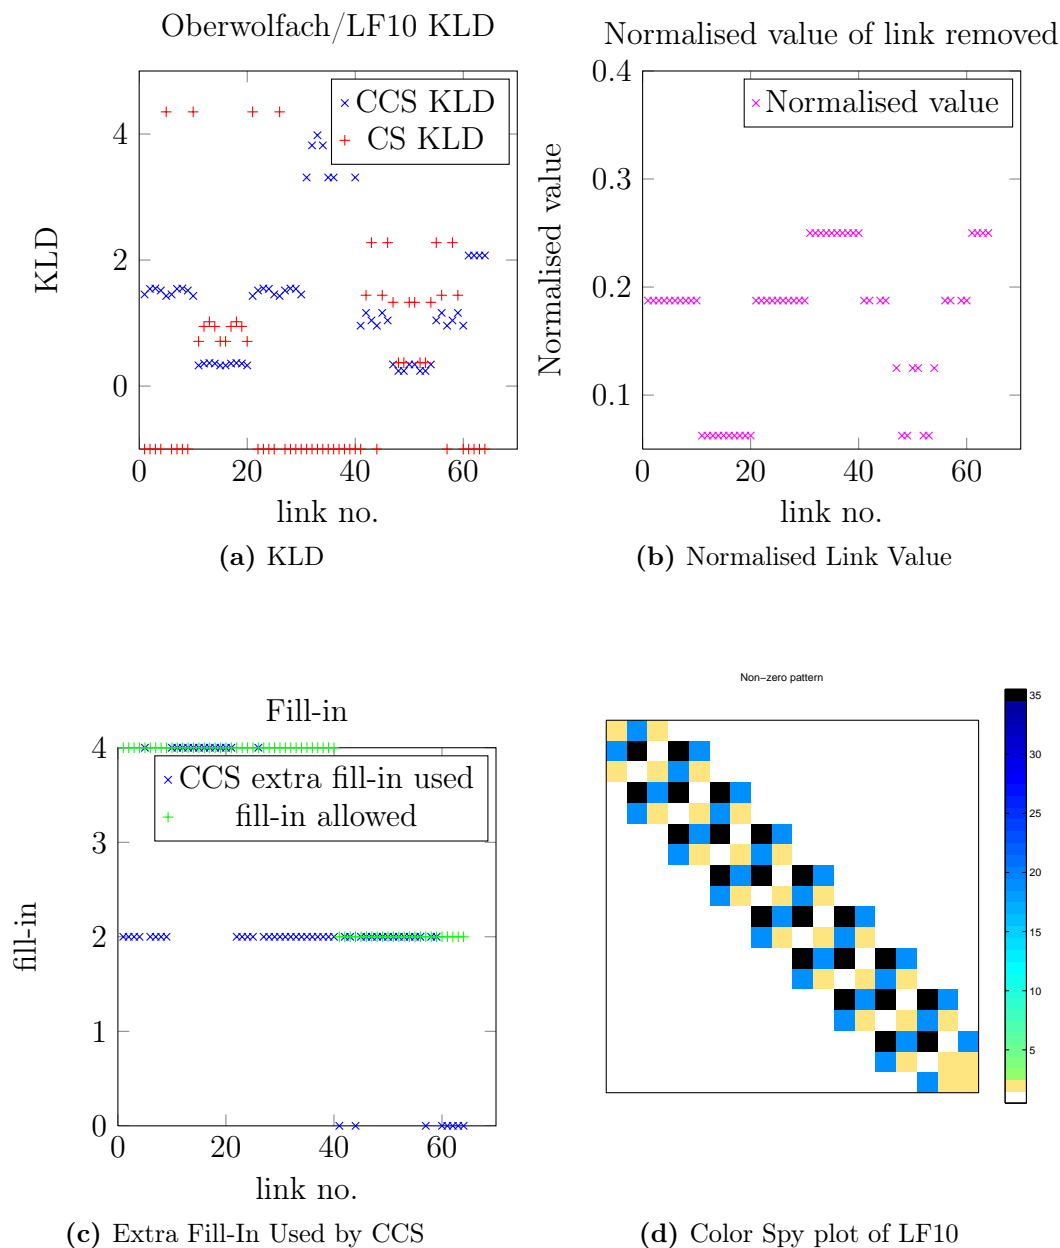 Oberwolfach/LF10 KLD
CCS KLD
CS KLD
4
2
0
KLD
0 20 40 60
link no.
(a) KLD
Normalised value of link removed
Normalised value
0.4
0.3
0.2
0.1
Normalised value
0 20 40 60
link no.
(b) Normalised Link Value
Fill-in
CCS extra fill-in used
fill-in allowed
4
3
2
1
0
fill-in
0 20 40 60
link no.
(c) Extra Fill-In Used by CCS
Non−zero pattern
35
30
25
20
15
10
5
(d) Color Spy plot of LF10